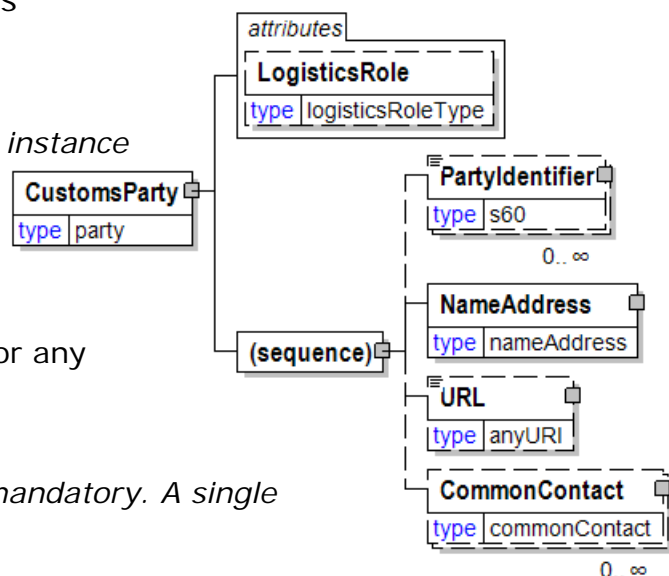 s
attributes
LogisticsRole
type logisticsRoleType
instance
CustomsParty
type party
PartyIdentifier
type s60
0.. ∞
NameAddress
type nameAddress
or any
(sequence)
URL
type anyURI
mandatory. A single
CommonContact
type commonContact
0.. ∞